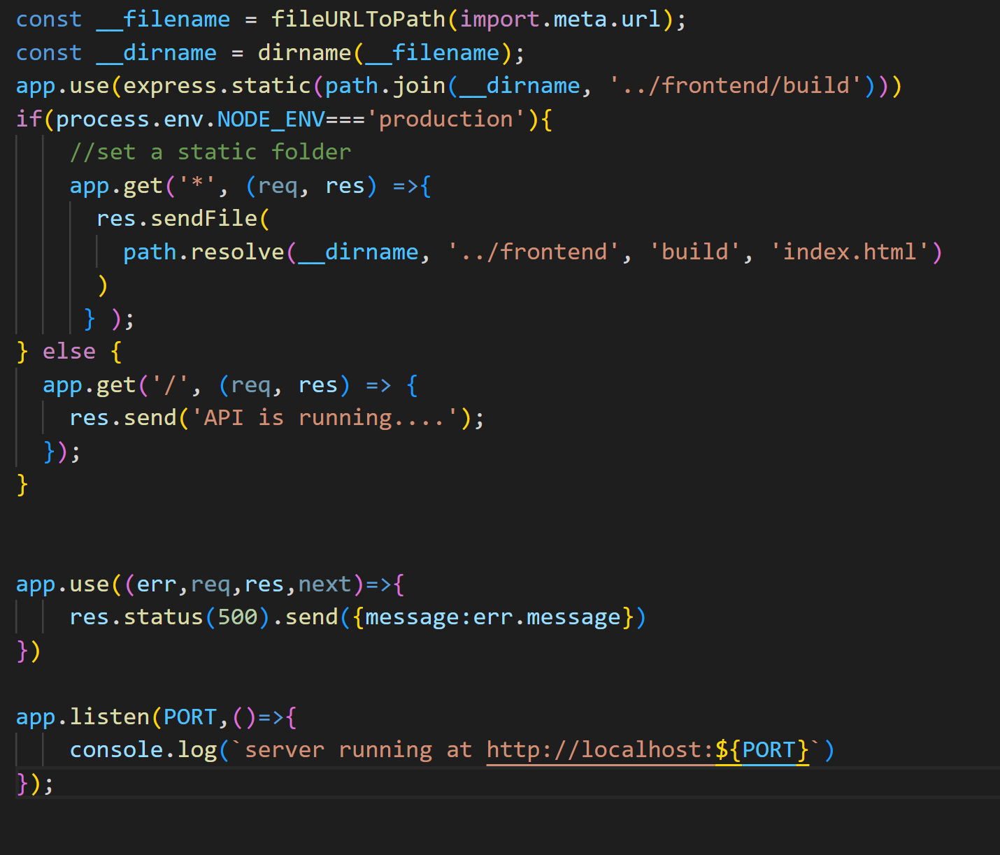 const __filename = fileURLToPath(import.meta.url);
const __dirname = dirname(__filename);
app.use(express.static(path.join(__dirname, '../frontend/build')))
if(process.env.NODE_ENV==='production'){
    //set a static folder
    app.get('*', (req, res) =>{
      res.sendFile(
        path.resolve(__dirname, '../frontend', 'build', 'index.html')
      )
     } );
} else {
  app.get('/', (req, res) => {
    res.send('API is running....');
  });
}
app.use((err,req,res,next)=>{
    res.status(500).send({message:err.message})
})
app.listen(PORT,()=>{
    console.log(`server running at http://localhost:${PORT}`)
});